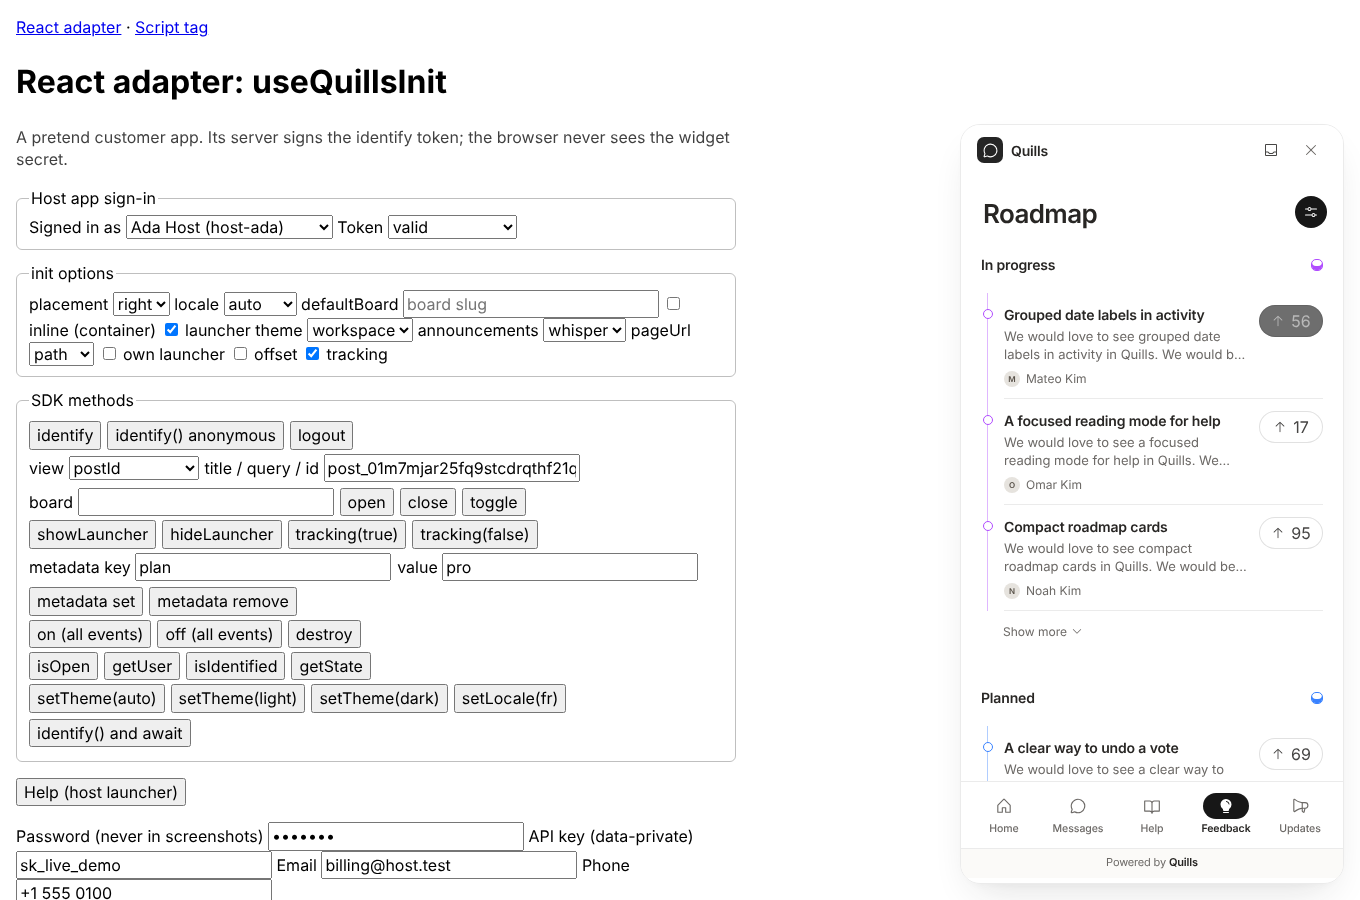 React adapter · Script tag
React adapter: useQuillsInit
A pretend customer app. Its server signs the identify token; the browser never sees the widget
secret.
Host app sign-in
Signed in as Ada Host (host-ada) Token valid
init options
placement right locale auto defaultBoard board slug
inline (container) launcher theme workspace announcements whisper pageUrl
path own launcher offset tracking
SDK methods
identify identify() anonymous logout
view postId title / query / id post_01m7mjar25fq9stcdrqthf21q
board open close toggle
showLauncher hideLauncher tracking(true) tracking(false)
metadata key plan value pro
metadata set metadata remove
on (all events) off (all events) destroy
isOpen getUser isIdentified getState
setTheme(auto) setTheme(light) setTheme(dark) setLocale(fr)
identify() and await
Help (host launcher)
Password (never in screenshots) ••••••• API key (data-private)
sk_live_demo Email billing@host.test Phone
+1 555 0100
Quills
Roadmap
In progress
Grouped date labels in activity
We would love to see grouped date
labels in activity in Quills. We would b...
M Mateo Kim
56
A focused reading mode for help
We would love to see a focused
reading mode for help in Quills. We...
O Omar Kim
17
Compact roadmap cards
We would love to see compact
roadmap cards in Quills. We would be...
N Noah Kim
95
Show more
Planned
A clear way to undo a vote
We would love to see a clear way to
69
Home Messages Help Feedback Updates
Powered by Quills